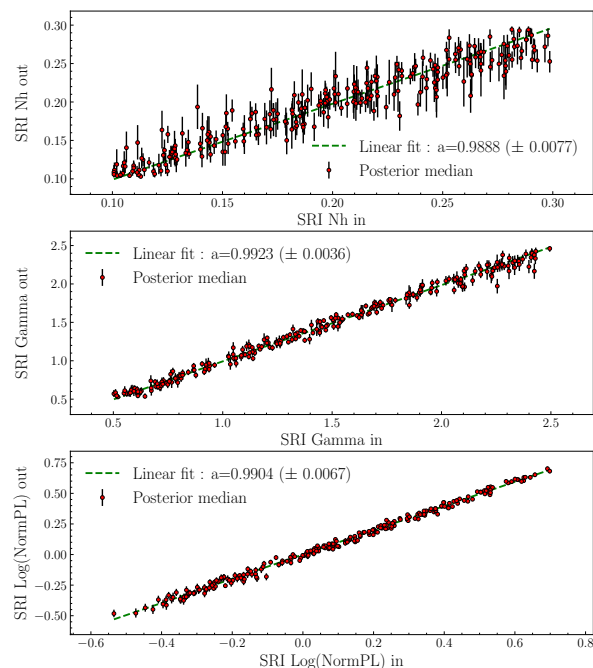 0.30
0.25
0.20
0.15
0.10
SRI Nh out
Linear fit : a=0.9888 (± 0.0077)
Posterior median
0.10 0.15 0.20 0.25 0.30
SRI Nh in
2.5
2.0
1.5
1.0
0.5
SRI Gamma out
Linear fit : a=0.9923 (± 0.0036)
Posterior median
0.5 1.0 1.5 2.0 2.5
SRI Gamma in
0.75
0.50
0.25
0.00
−0.25
−0.50
SRI Log(NormPL) out
Linear fit : a=0.9904 (± 0.0067)
Posterior median
−0.6 −0.4 −0.2 0.0 0.2 0.4 0.6 0.8
SRI Log(NormPL) in